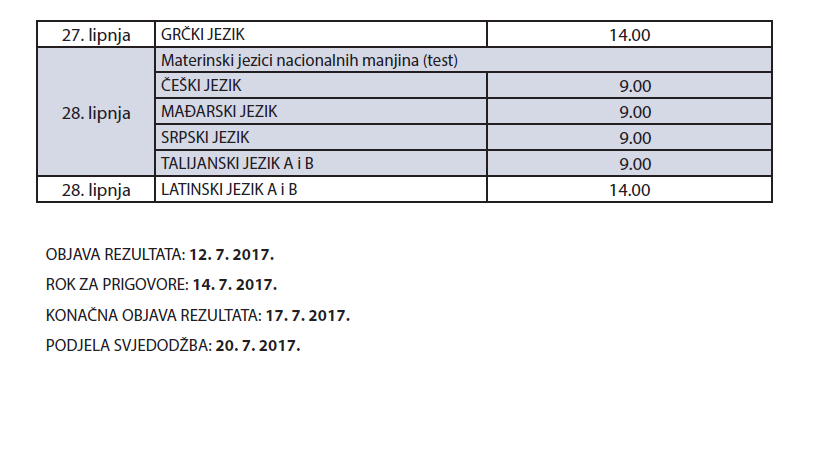 27. lipnja GRČKI JEZIK 14.00
Materinski jezici nacionalnih manjina (test)
28. lipnja
ČEŠKI JEZIK 9.00
MAĐARSKI JEZIK 9.00
SRPSKI JEZIK 9.00
TALIJANSKI JEZIK A i B 9.00
28. lipnja LATINSKI JEZIK A i B 14.00
OBJAVA REZULTATA: 12. 7. 2017.
ROK ZA PRIGOVORE: 14. 7. 2017.
KONAČNA OBJAVA REZULTATA: 17. 7. 2017.
PODJELA SVJEDODŽBA: 20. 7. 2017.